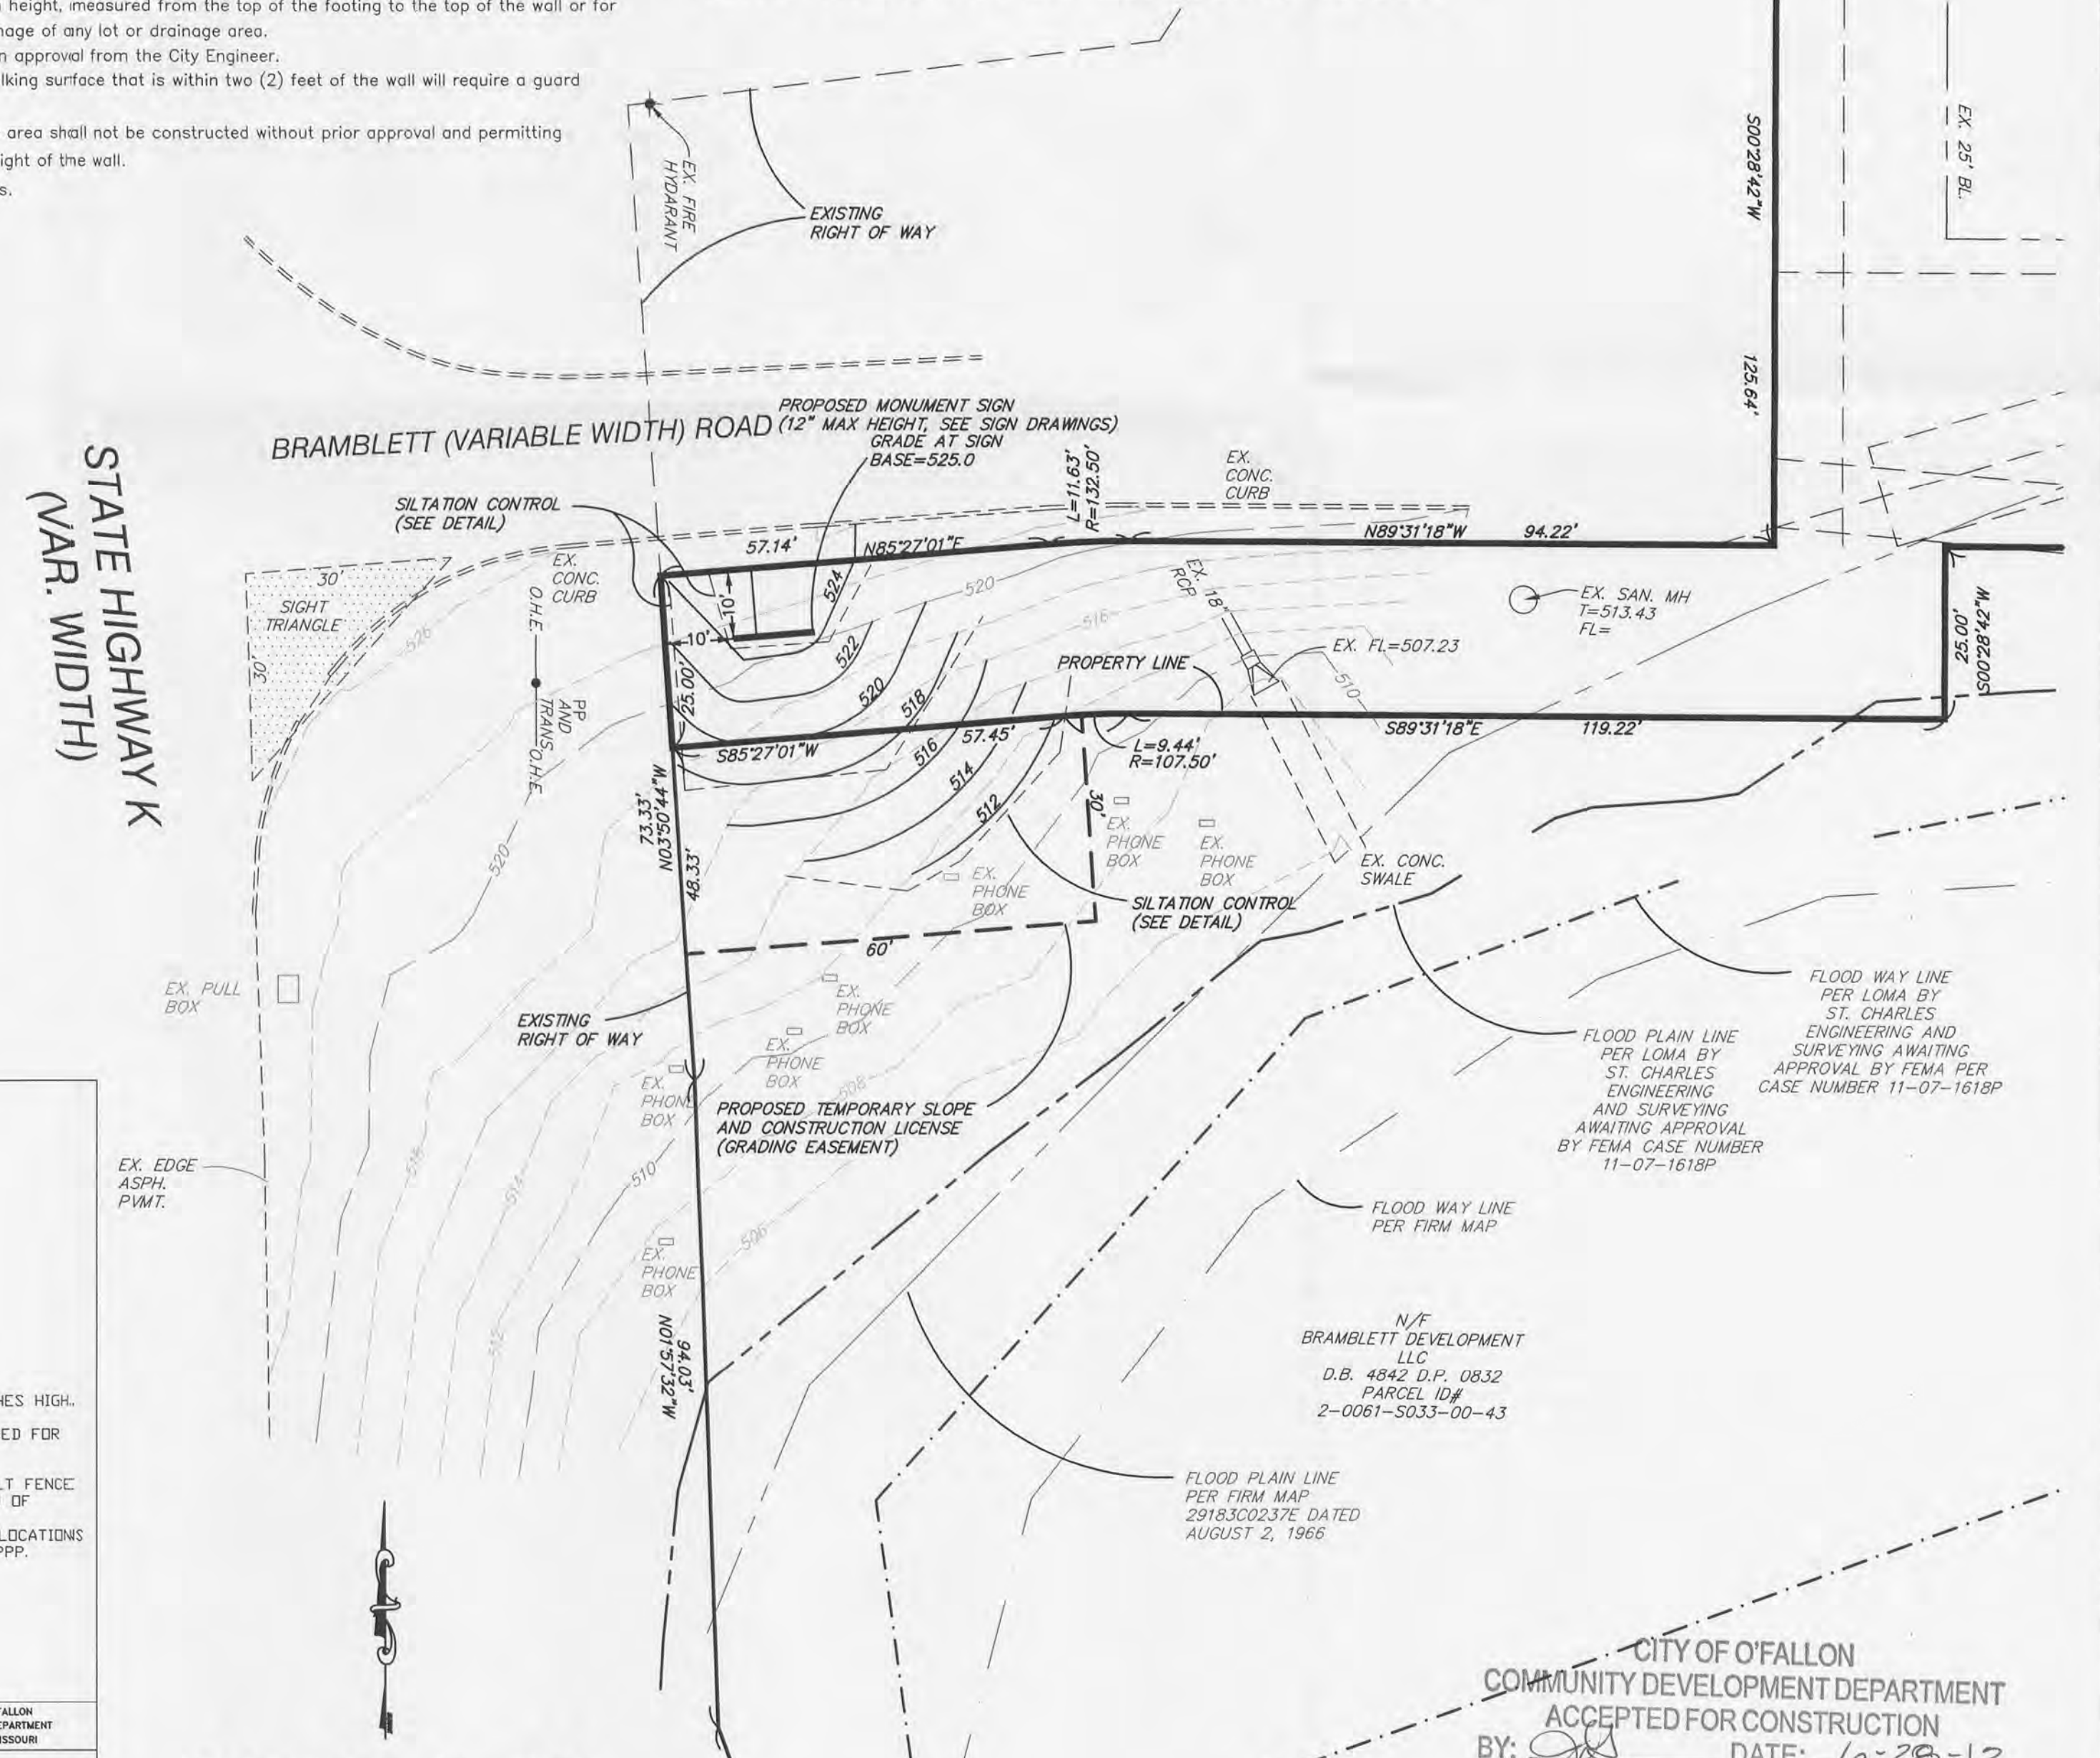 height, imeasured from the top of the footing to the top of the wall or for
nage of any lot or drainage area.
n approval from the City Engineer.
lking surface that is within two (2) feet of the wall will require a guard
area shall not be constructed without prior approval and permitting
ight of the wall.
s.
EX. FIRE
HYDARANT
EXISTING
RIGHT OF WAY
S00°28'42"W
125.64'
EX. 25' BL.
BRAMBLETT (VARIABLE WIDTH) ROAD
PROPOSED MONUMENT SIGN
(12" MAX HEIGHT, SEE SIGN DRAWINGS)
GRADE AT SIGN
BASE=525.0
STATE HIGHWAY K
(VAR. WIDTH)
SILTATION CONTROL
(SEE DETAIL)
L=11.63'
R=132.50'
EX.
CONC.
CURB
57.14'
N85°27'01"E
N89°31'18"W
94.22'
30'
SIGHT
TRIANGLE
30'
EX.
CONC.
CURB
O.H.E.
PP
AND
TRANS.
O.H.E.
526
10'
10'
25.00'
524
522
520
518
516
514
512
520
516
EX. 18"
RCP
EX. SAN. MH
T=513.43
FL=
EX. FL=507.23
510
PROPERTY LINE
25.00'
S00°28'42"W
S85°27'01"W
57.45'
L=9.44'
R=107.50'
S89°31'18"E
119.22'
73.33'
N03°50'44"W
48.33'
30'
520
EX.
PHONE
BOX
EX.
PHONE
BOX
EX.
PHONE
BOX
EX. CONC.
SWALE
SILTATION CONTROL
(SEE DETAIL)
60'
EX. PULL
BOX
EXISTING
RIGHT OF WAY
EX.
PHONE
BOX
EX.
PHONE
BOX
EX.
PHONE
BOX
508
FLOOD WAY LINE
PER LOMA BY
ST. CHARLES
ENGINEERING AND
SURVEYING AWAITING
APPROVAL BY FEMA PER
CASE NUMBER 11-07-1618P
FLOOD PLAIN LINE
PER LOMA BY
ST. CHARLES
ENGINEERING
AND SURVEYING
AWAITING APPROVAL
BY FEMA CASE NUMBER
11-07-1618P
PROPOSED TEMPORARY SLOPE
AND CONSTRUCTION LICENSE
(GRADING EASEMENT)
EX. EDGE
ASPH.
PVMT.
516
514
510
512
506
FLOOD WAY LINE
PER FIRM MAP
EX.
PHONE
BOX
94.03'
N01°57'32"W
N/F
BRAMBLETT DEVELOPMENT
LLC
D.B. 4842 D.P. 0832
PARCEL ID#
2-0061-S033-00-43
FLOOD PLAIN LINE
PER FIRM MAP
29183C0237E DATED
AUGUST 2, 1966
HES HIGH.
ED FOR
LT FENCE
OF
LOCATIONS
PPP.
FALLON
EPARTMENT
ISSOURI
CITY OF O'FALLON
COMMUNITY DEVELOPMENT DEPARTMENT
ACCEPTED FOR CONSTRUCTION
BY:
DATE: